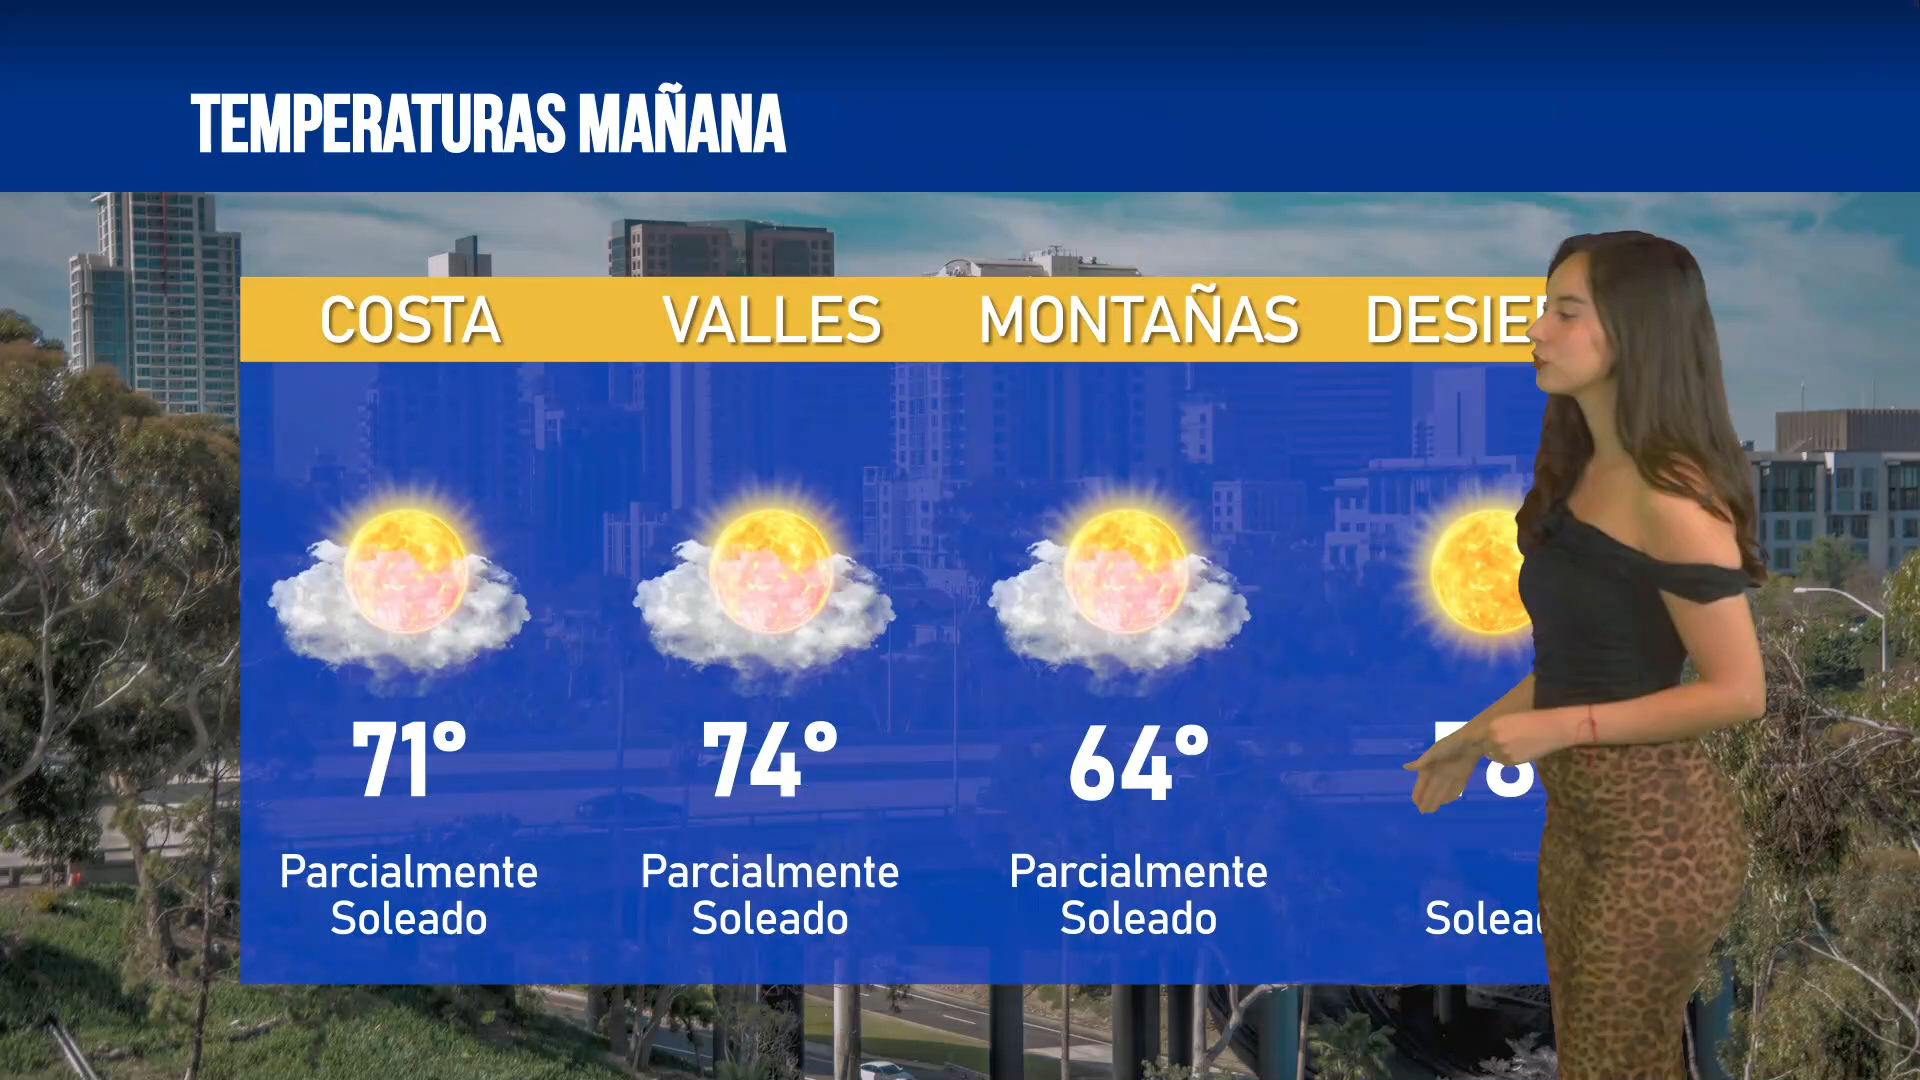 TEMPERATURAS MAÑANA
COSTA VALLES MONTAÑAS
71° 74° 64°
Parcialmente Parcialmente Parcialmente
Soleado Soleado Soleado